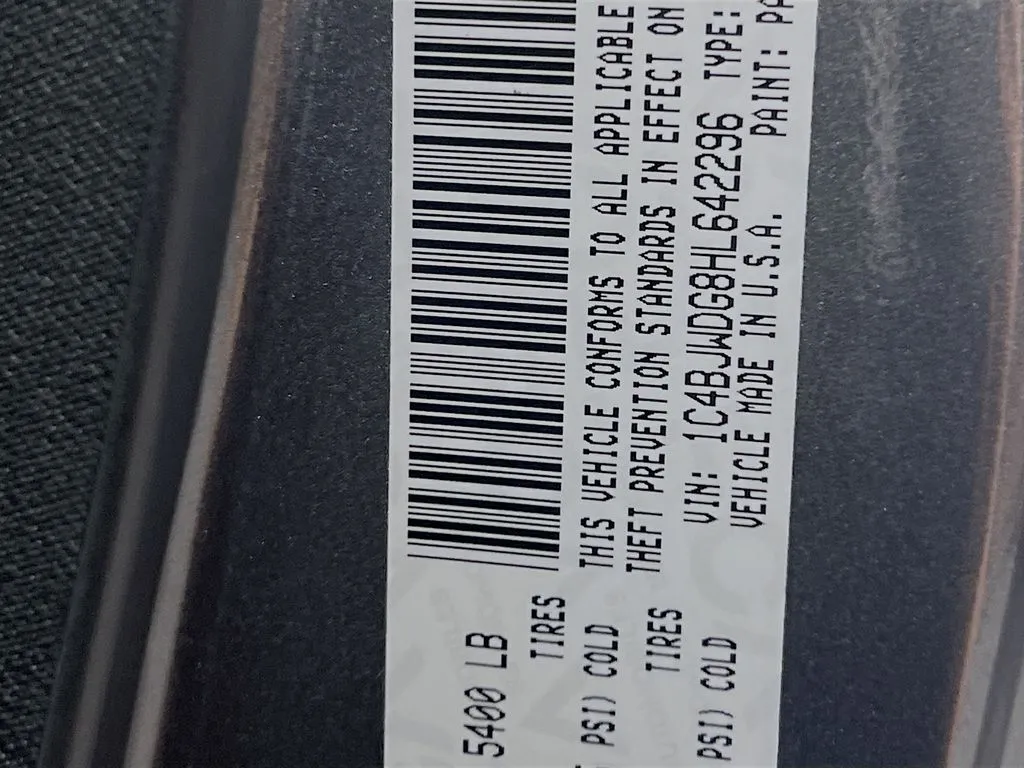 5400 LB
TIRES
PSI) COLD
TIRES
PSI) COLD
THIS VEHICLE CONFORMS TO ALL APPLICABLE
THEFT PREVENTION STANDARDS IN EFFECT ON
VIN: 1C4BJWDG8HL642296 TYPE:
VEHICLE MADE IN U.S.A. PAINT: PA